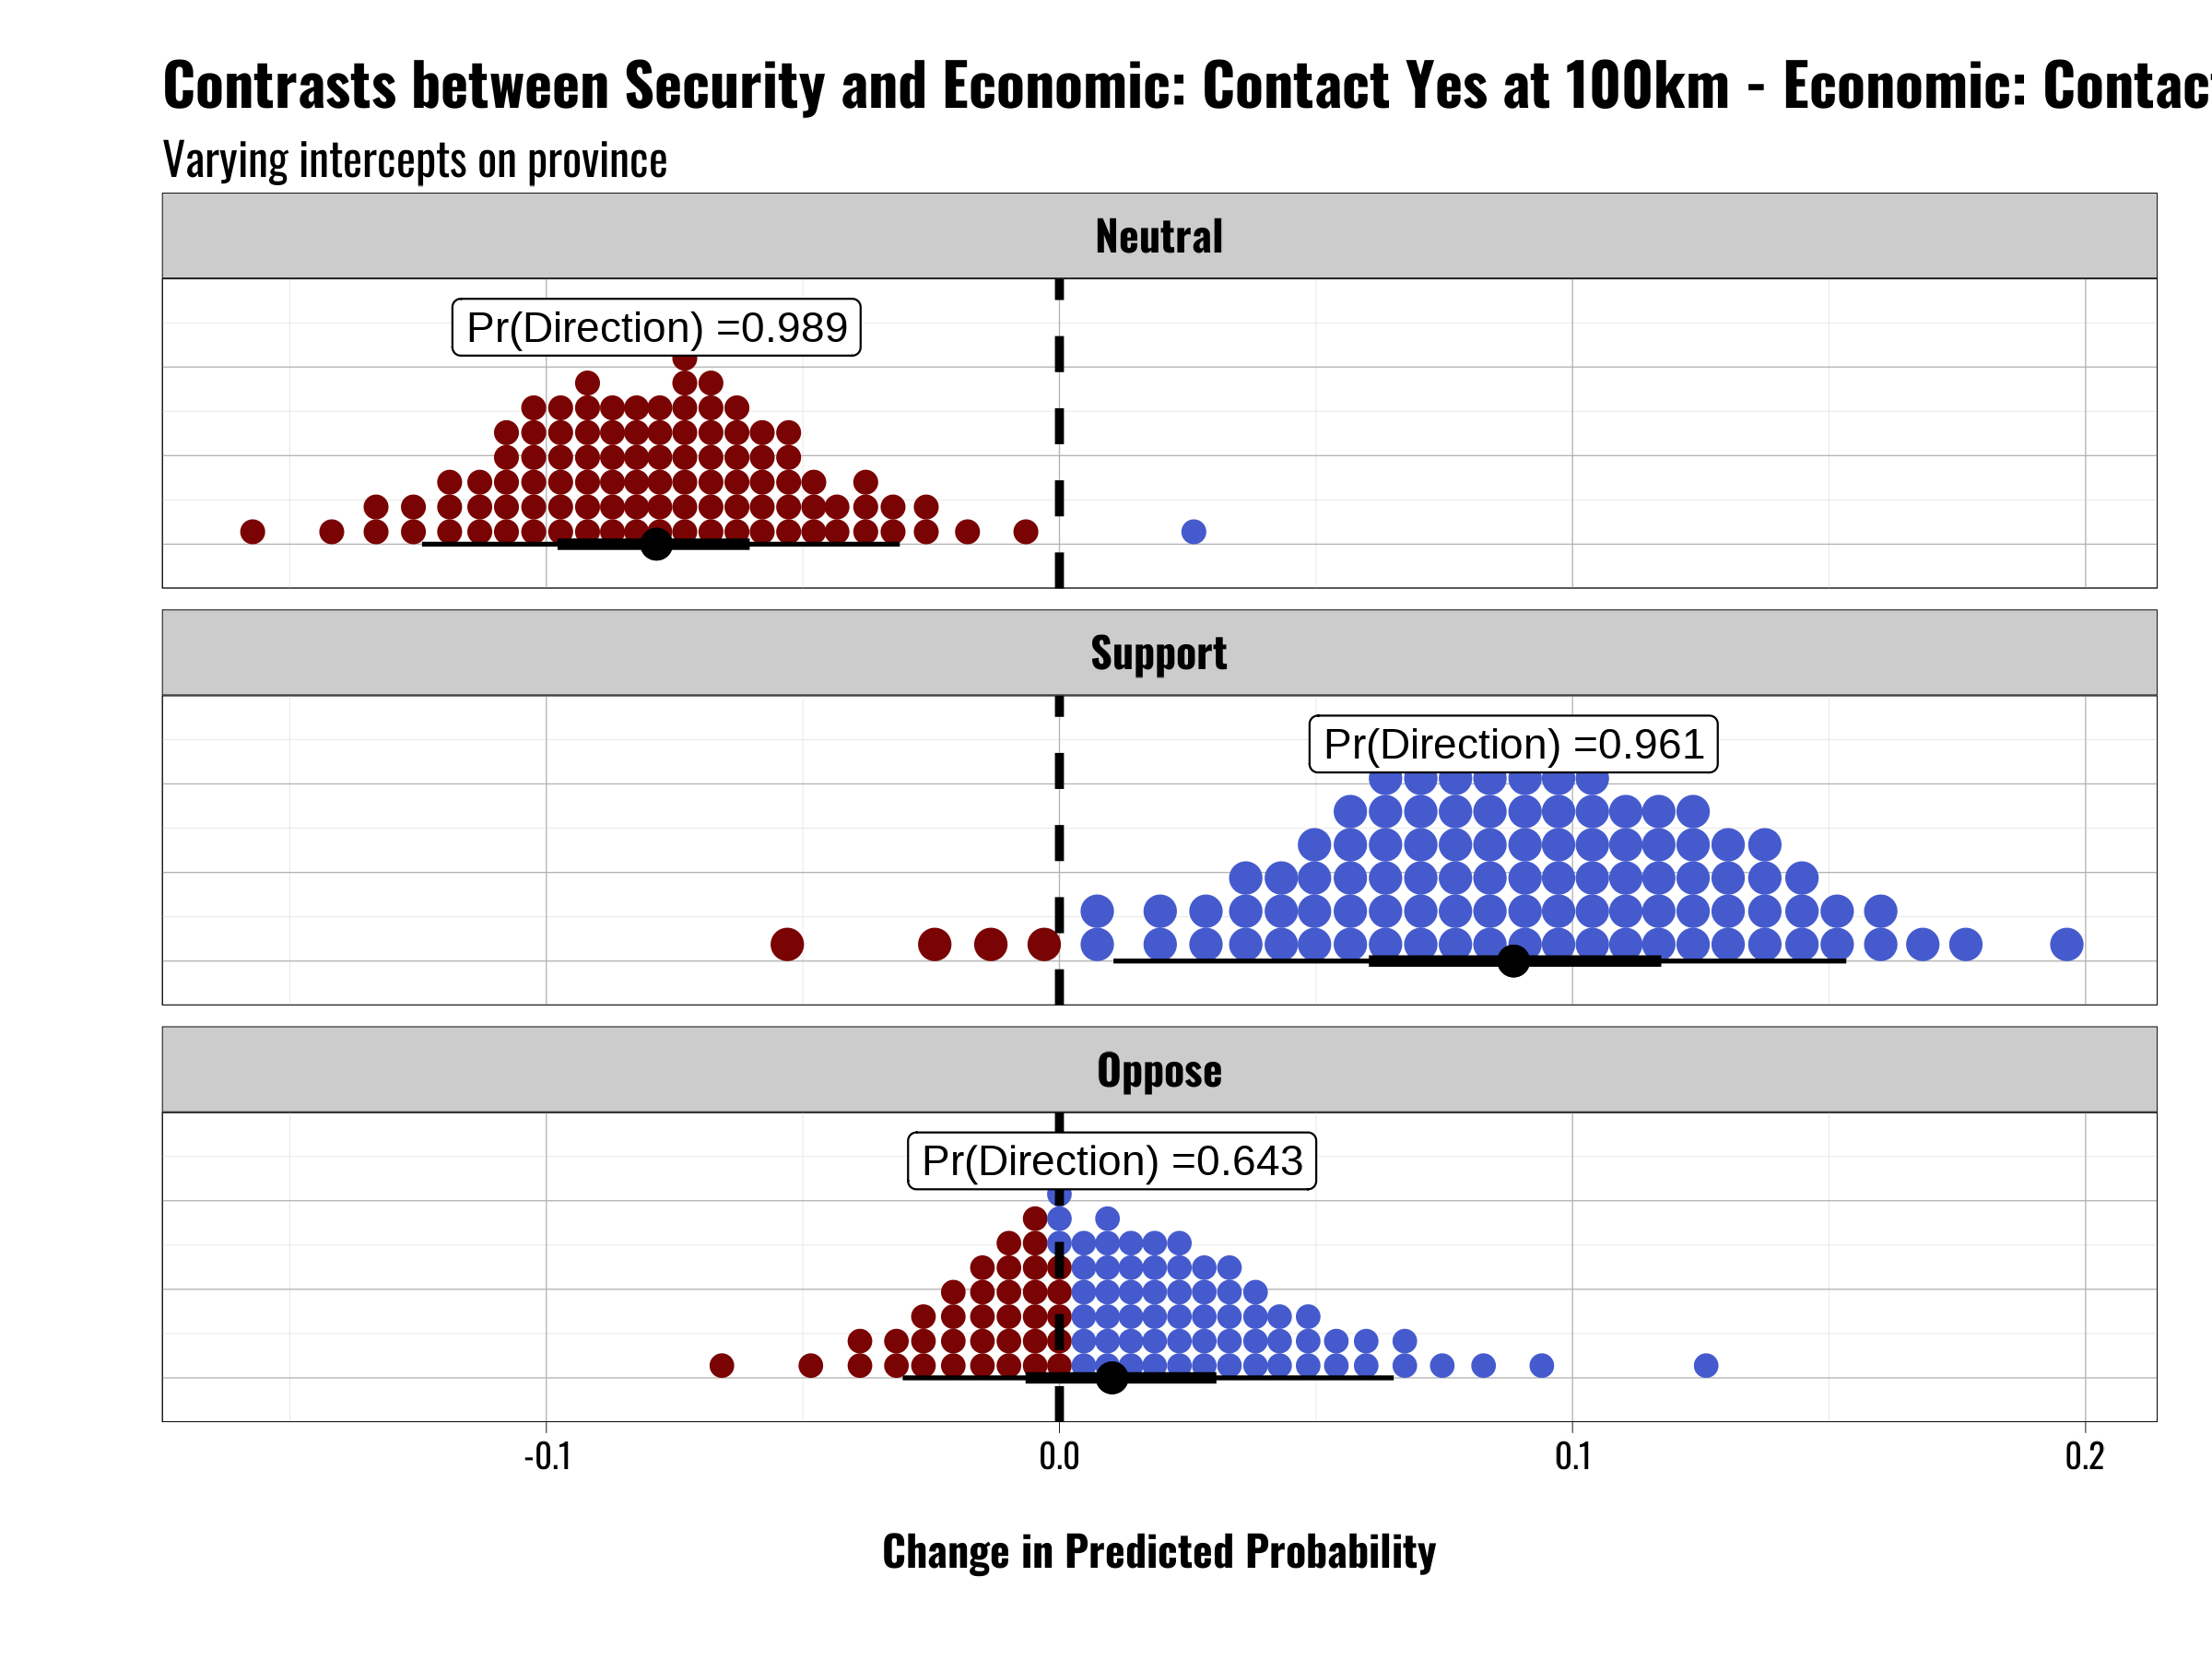 Contrasts between Security and Economic: Contact Yes at 100km - Economic: Contac
Varying intercepts on province
Neutral
Pr(Direction) =0.989
Support
Pr(Direction) =0.961
Oppose
Pr(Direction) =0.643
-0.1 0.0 0.1 0.2
Change in Predicted Probability